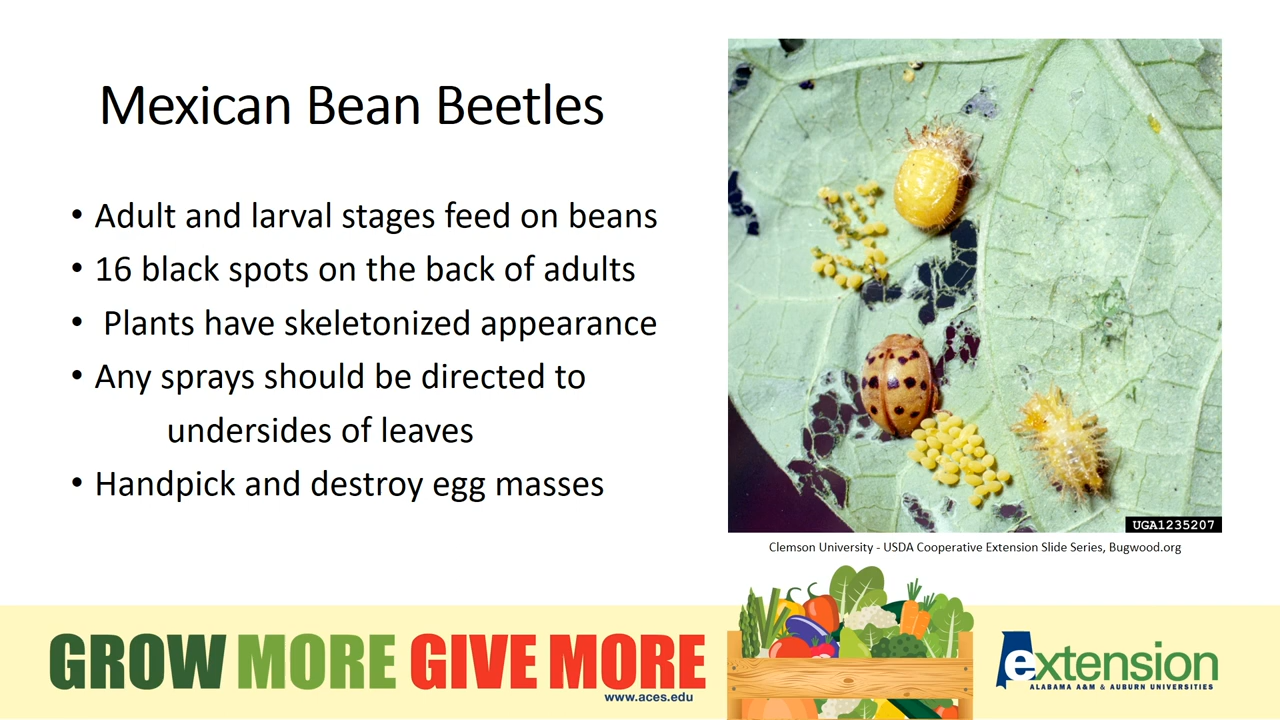 Mexican Bean Beetles
• Adult and larval stages feed on beans
• 16 black spots on the back of adults
• Plants have skeletonized appearance
• Any sprays should be directed to
undersides of leaves
• Handpick and destroy egg masses
UGA1235207
Clemson University - USDA Cooperative Extension Slide Series, Bugwood.org
GROW MORE GIVE MORE
www.aces.edu
extension
ALABAMA A&M & AUBURN UNIVERSITIES